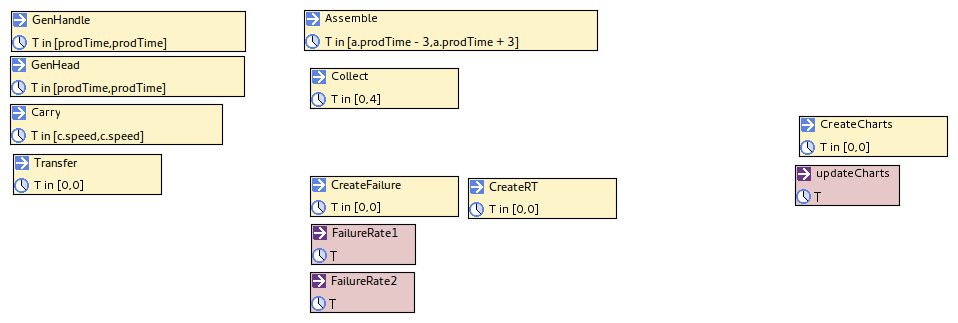 GenHandle
T in [prodTime,prodTime]
GenHead
T in [prodTime,prodTime]
Carry
T in [c.speed,c.speed]
Transfer
T in [0,0]
Assemble
T in [a.prodTime - 3,a.prodTime + 3]
Collect
T in [0,4]
CreateFailure
T in [0,0]
CreateRT
T in [0,0]
FailureRate1
T
FailureRate2
T
CreateCharts
T in [0,0]
updateCharts
T